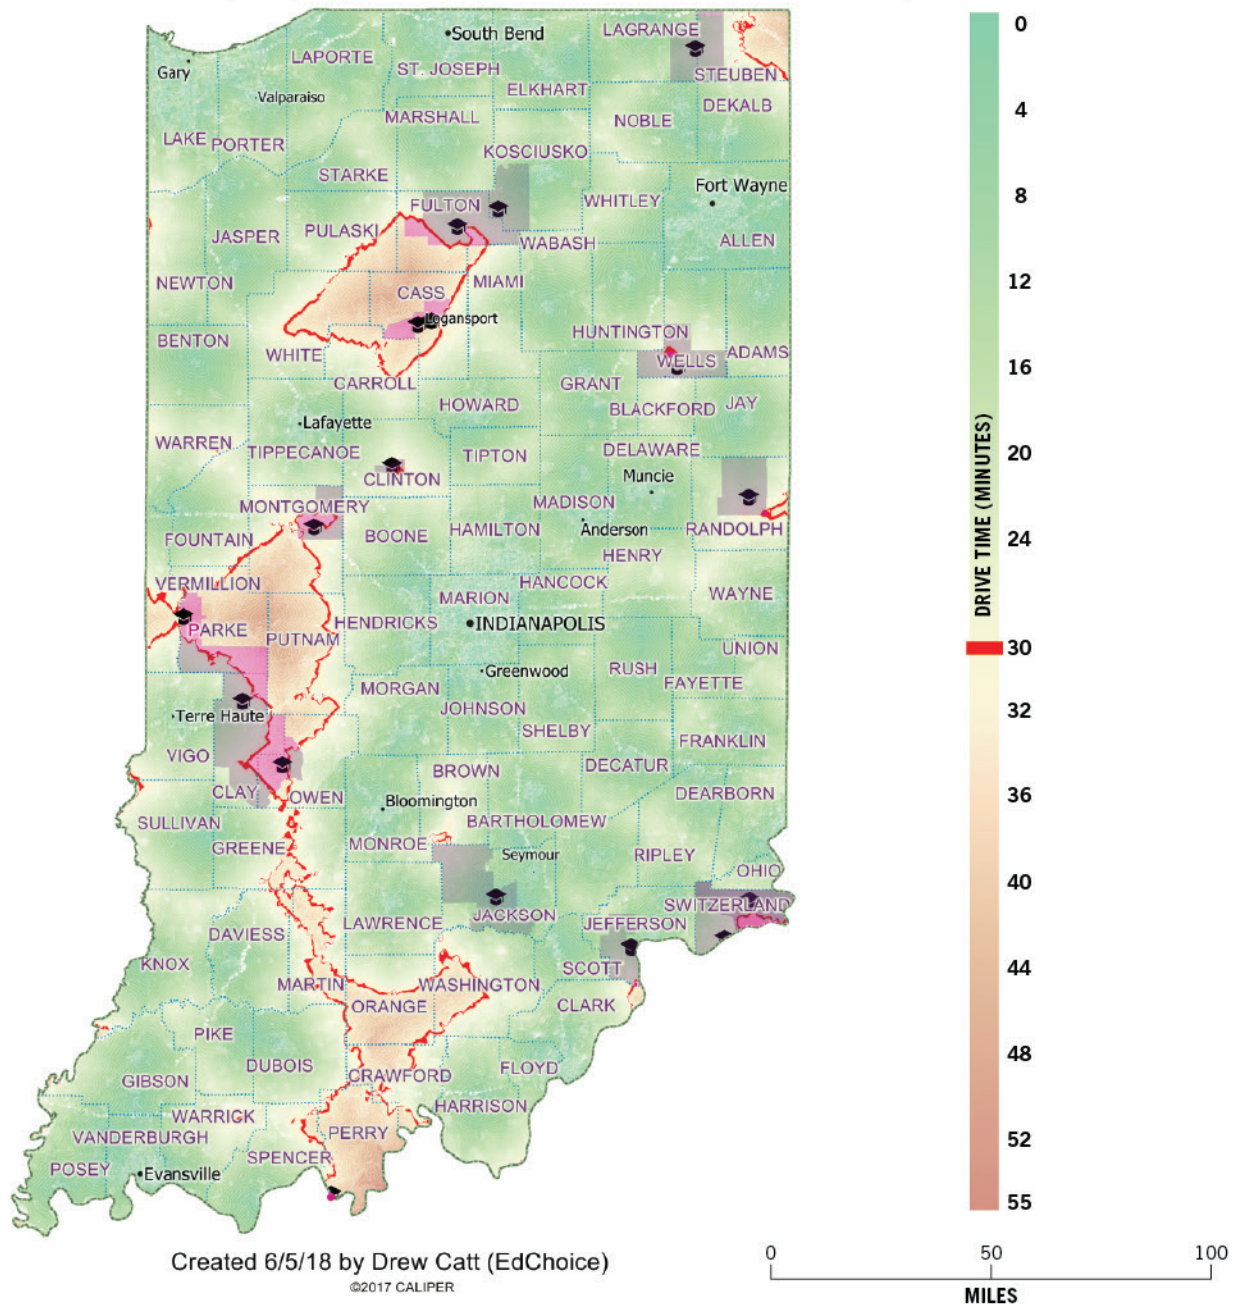 South Bend
LAGRANGE
LAPORTE
Gary
ST. JOSEPH
STEUBEN
ELKHART
Valparaiso
DEKALB
MARSHALL
NOBLE
LAKE
PORTER
KOSCIUSKO
STARKE
Fort Wayne
FULTON
WHITLEY
PULASKI
JASPER
WABASH
ALLEN
NEWTON
MIAMI
CASS
Logansport
HUNTINGTON
BENTON
WHITE
WELLS
ADAMS
CARROLL
GRANT
HOWARD
BLACKFORD
JAY
Lafayette
WARREN
TIPPECANOE
TIPTON
DELAWARE
CLINTON
Muncie
MONTGOMERY
MADISON
FOUNTAIN
BOONE
HAMILTON
Anderson
RANDOLPH
HENRY
VERMILLION
HANCOCK
MARION
WAYNE
PARKE
PUTNAM
HENDRICKS
INDIANAPOLIS
UNION
Greenwood
RUSH
FAYETTE
MORGAN
JOHNSON
Terre Haute
SHELBY
FRANKLIN
VIGO
BROWN
DECATUR
CLAY
OWEN
Bloomington
DEARBORN
SULLIVAN
BARTHOLOMEW
GREENE
MONROE
Seymour
RIPLEY
OHIO
SWITZERLAND
JACKSON
LAWRENCE
JEFFERSON
DAVIESS
KNOX
SCOTT
MARTIN
WASHINGTON
ORANGE
CLARK
PIKE
DUBOIS
CRAWFORD
FLOYD
GIBSON
HARRISON
WARRICK
VANDERBURGH
PERRY
SPENCER
POSEY
Evansville
0
4
8
12
16
20
24
30
32
36
40
44
48
52
55
DRIVE TIME (MINUTES)
Created 6/5/18 by Drew Catt (EdChoice)
©2017 CALIPER
0 50 100
MILES